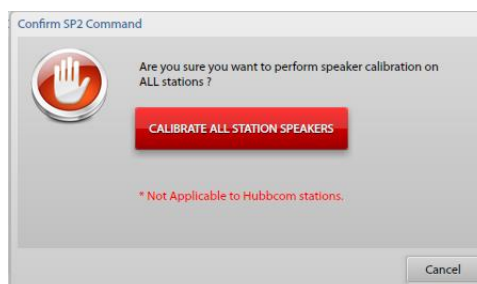 Confirm SP2 Command
Are you sure you want to perform speaker calibration on
ALL stations ?
CALIBRATE ALL STATION SPEAKERS
* Not Applicable to Hubbcom stations.
Cancel